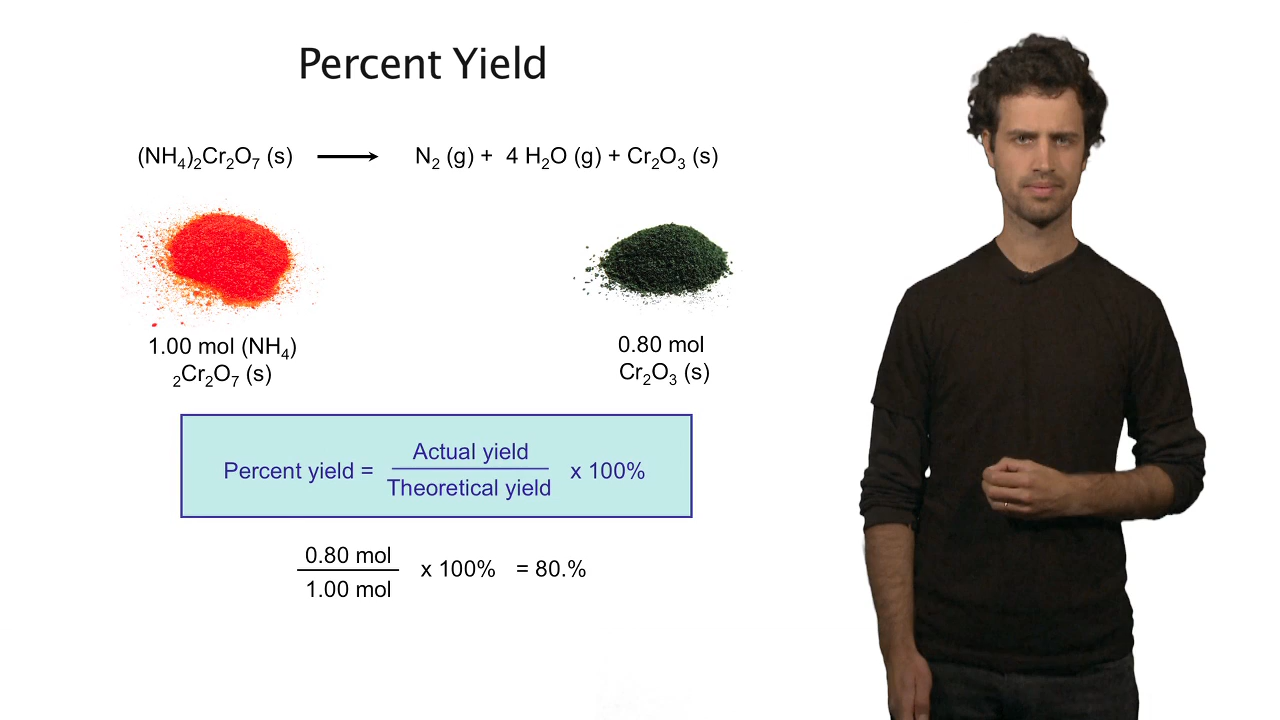 Percent Yield
(NH₄)₂Cr₂O₇ (s) ⟶ N₂ (g) + 4 H₂O (g) + Cr₂O₃ (s)
1.00 mol (NH₄)
₂Cr₂O₇ (s)
0.80 mol
Cr₂O₃ (s)
Actual yield
Percent yield = x 100%
Theoretical yield
0.80 mol
x 100% = 80.%
1.00 mol